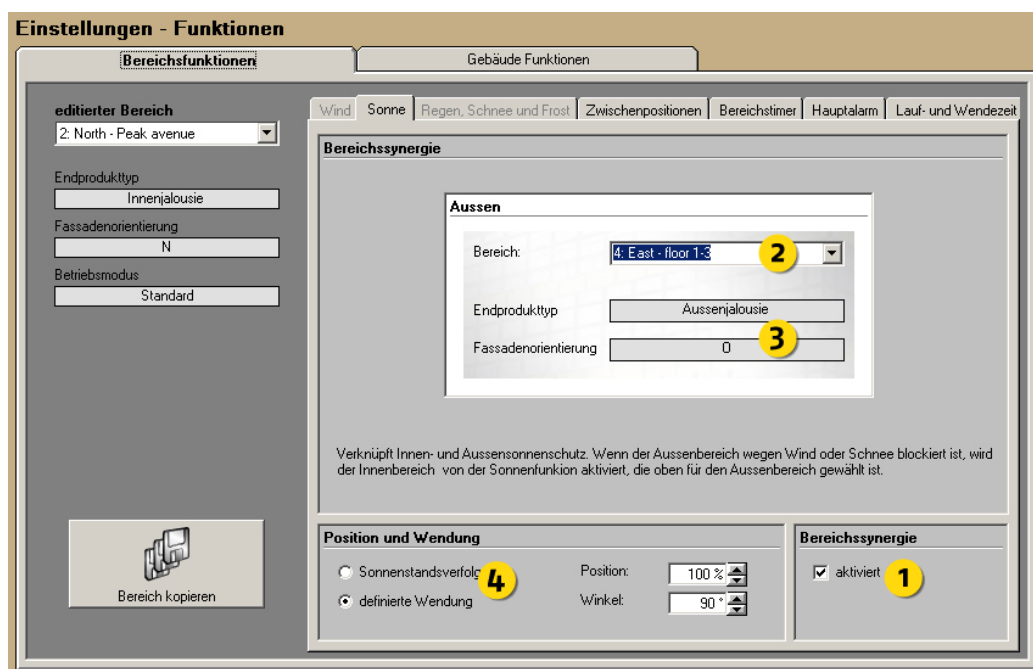 Einstellungen - Funktionen
Bereichsfunktionen
Gebäude Funktionen
editierter Bereich
2: North - Peak avenue
Endprodukttyp
Innenjalousie
Fassadenorientierung
N
Betriebsmodus
Standard
Bereich kopieren
Wind Sonne Regen, Schnee und Frost Zwischenpositionen Bereichstimer Hauptalarm Lauf- und Wendezeit
Bereichssynergie
Aussen
Bereich: 4: East - floor 1-3 2
Endprodukttyp Aussenjalousie
Fassadenorientierung O 3
Verknüpft Innen- und Aussensonnenschutz. Wenn der Aussenbereich wegen Wind oder Schnee blockiert ist, wird
der Innenbereich von der Sonnenfunkion aktiviert, die oben für den Aussenbereich gewählt ist.
Position und Wendung
Sonnenstandsverfolg 4
definierte Wendung
Position: 100 %
Winkel: 90 °
Bereichssynergie
aktiviert 1